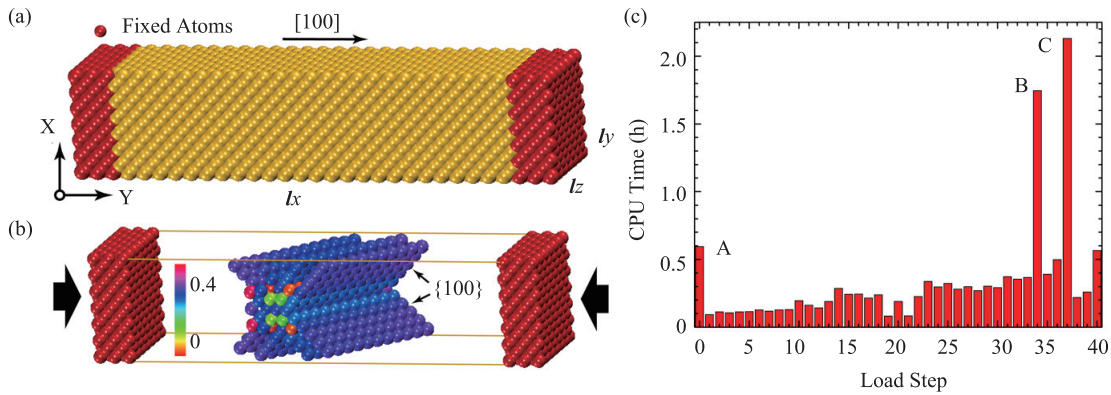 (a)
Fixed Atoms
[100]
X
Y
lx
ly
lz
(b)
0.4
0
{100}
(c)
CPU Time (h)
2.0
1.5
1.0
0.5
0
A
B
C
0 5 10 15 20 25 30 35 40
Load Step